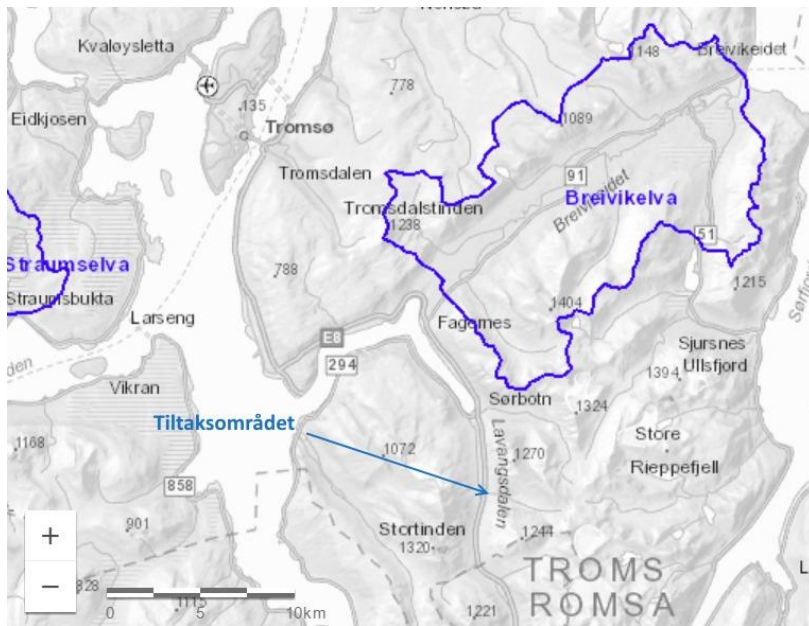 Kvaløysletta
148
Breivikeidet
778
135
Eidkjosen
Tromsø
1089
Tromsdalen
91
Tromsdalstinden
Breivikelva
Breivikeidet
1238
51
Straumselva
788
1215
Straumsbukta
1404
Larseng
Fagernes
E8
Sjursnes
Ullsfjord
294
1394
Vikran
Sørbotn
1324
Tiltaksområdet
Lavangsdalen
Store
1168
1072
1270
Rieppefjell
858
+
901
Stortinden
1244
1320
TROMS
ROMSA
−
828
1115
0 5 10km
1221